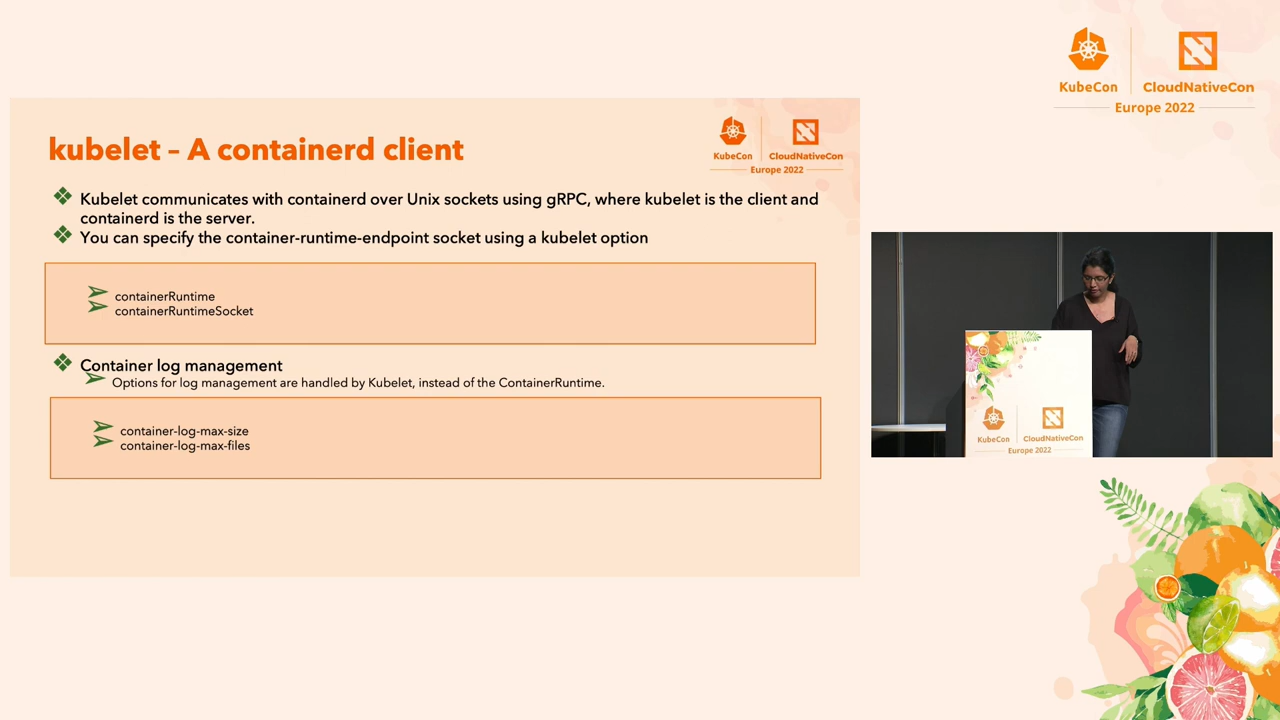 KubeCon
CloudNativeCon
Europe 2022
kubelet – A containerd client
KubeCon
CloudNativeCon
Europe 2022
Kubelet communicates with containerd over Unix sockets using gRPC, where kubelet is the client and
containerd is the server.
You can specify the container-runtime-endpoint socket using a kubelet option
containerRuntime
containerRuntimeSocket
Container log management
Options for log management are handled by Kubelet, instead of the ContainerRuntime.
container-log-max-size
container-log-max-files
KubeCon
CloudNativeCon
Europe 2022